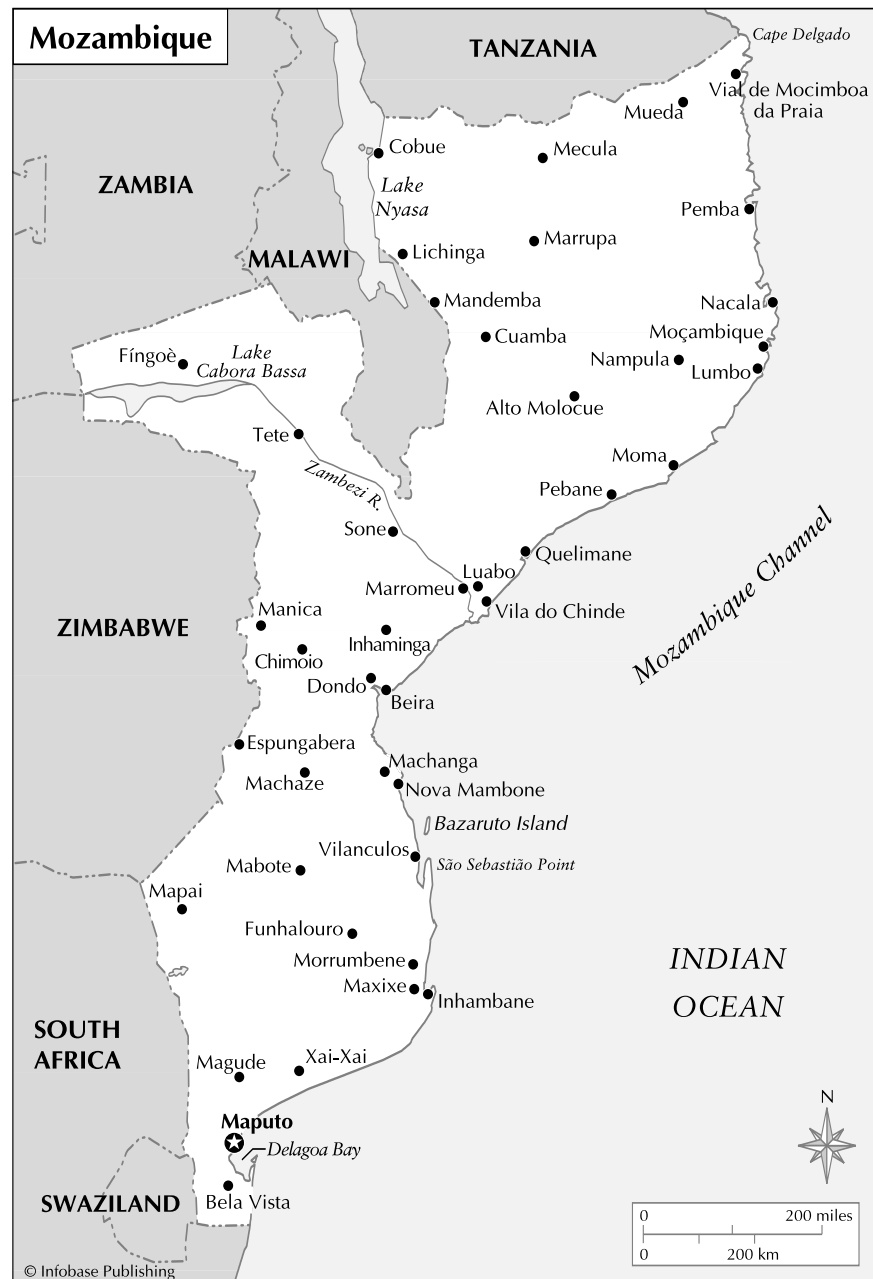 Mozambique
TANZANIA
Cape Delgado
Vial de Mocimboa
da Praia
Mueda
Cobue
Mecula
ZAMBIA
Lake
Nyasa
Pemba
Marrupa
MALAWI
Lichinga
Mandemba
Nacala
Cuamba
Moçambique
Fíngoè
Lake
Cabora Bassa
Nampula
Lumbo
Alto Molocue
Tete
Moma
Zambezi R.
Pebane
Sone
Quelimane
Mozambique Channel
Luabo
Marromeu
Vila do Chinde
Manica
ZIMBABWE
Inhaminga
Chimoio
Dondo
Beira
Espungabera
Machanga
Machaze
Nova Mambone
Bazaruto Island
Vilanculos
São Sebastião Point
Mabote
Mapai
Funhalouro
Morrumbene
INDIAN
OCEAN
Maxixe
Inhambane
SOUTH
AFRICA
Xai-Xai
Magude
Maputo
Delagoa Bay
N
SWAZILAND
Bela Vista
0 200 miles
0 200 km
© Infobase Publishing